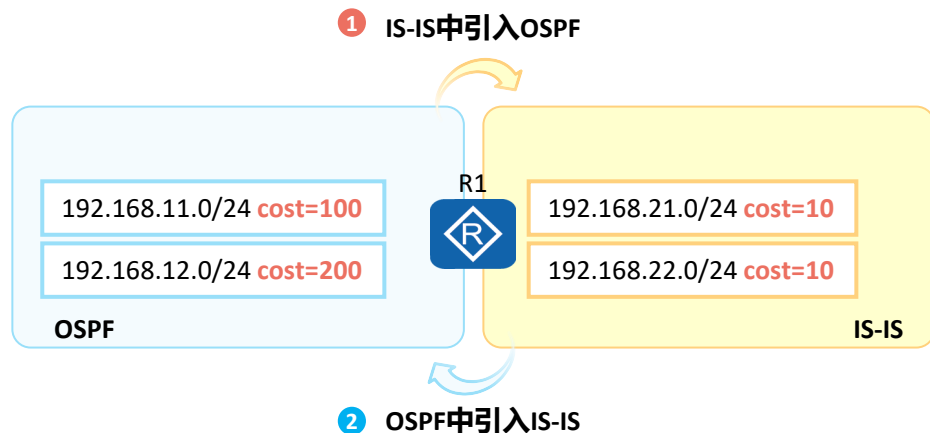 1 IS-IS中引入OSPF
R1
192.168.11.0/24 cost=100
192.168.12.0/24 cost=200
OSPF
R
192.168.21.0/24 cost=10
192.168.22.0/24 cost=10
IS-IS
2 OSPF中引入IS-IS